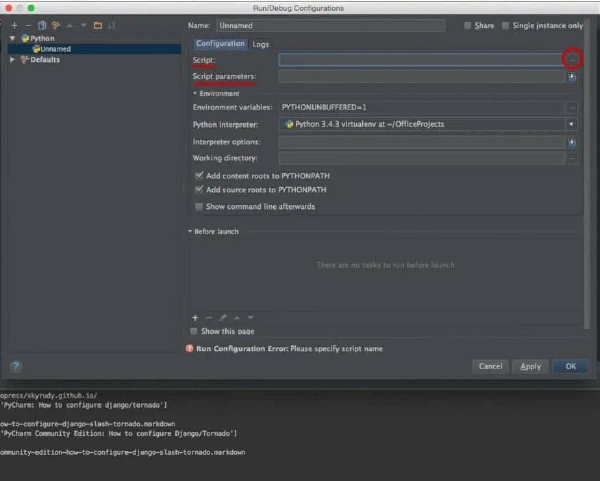 Run/Debug Configurations
Name: Unnamed Share Single instance only
Python
Unnamed
Defaults
Configuration Logs
Script:
Script parameters:
Environment
Environment variables: PYTHONUNBUFFERED=1
Python interpreter: Python 3.4.3 virtualenv at ~/OfficeProjects
Interpreter options:
Working directory:
Add content roots to PYTHONPATH
Add source roots to PYTHONPATH
Show command line afterwards
Before launch
There are no tasks to run before launch
Show this page
Run Configuration Error: Please specify script name
? Cancel Apply OK
opress/skyrudy.github.io/
'PyCharm: How to configure django/tornado']
ow-to-configure-django-slash-tornado.markdown
'PyCharm Community Edition: How to configure Django/Tornado']
ommunity-edition-how-to-configure-django-slash-tornado.markdown